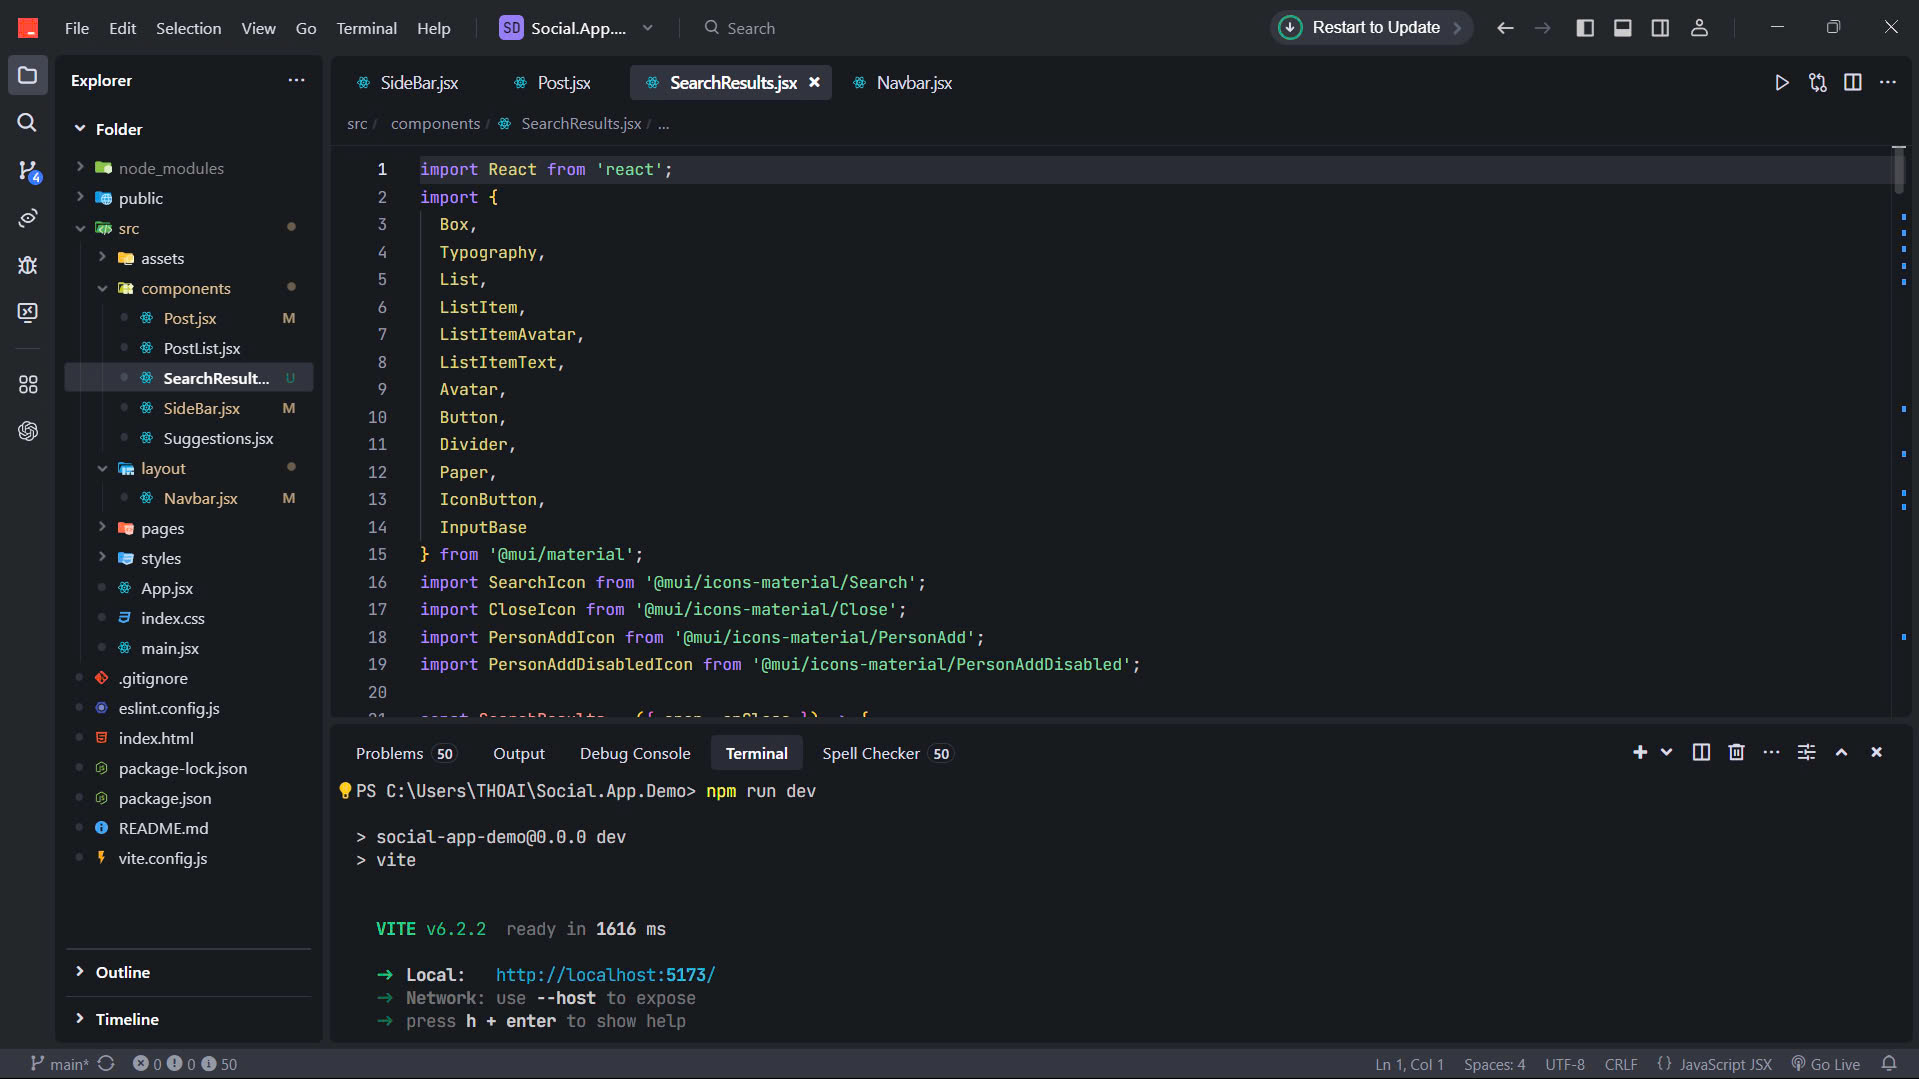 File Edit Selection View Go Terminal Help SD Social.App.... Search Restart to Update
Explorer
Folder
node_modules
public
src
assets
components
Post.jsx M
PostList.jsx
SearchResult... U
SideBar.jsx M
Suggestions.jsx
layout
Navbar.jsx M
pages
styles
App.jsx
index.css
main.jsx
.gitignore
eslint.config.js
index.html
package-lock.json
package.json
README.md
vite.config.js
Outline
Timeline
4
SideBar.jsx Post.jsx SearchResults.jsx Navbar.jsx
src / components / SearchResults.jsx / ...
1 import React from 'react';
2 import {
3 Box,
4 Typography,
5 List,
6 ListItem,
7 ListItemAvatar,
8 ListItemText,
9 Avatar,
10 Button,
11 Divider,
12 Paper,
13 IconButton,
14 InputBase
15 } from '@mui/material';
16 import SearchIcon from '@mui/icons-material/Search';
17 import CloseIcon from '@mui/icons-material/Close';
18 import PersonAddIcon from '@mui/icons-material/PersonAdd';
19 import PersonAddDisabledIcon from '@mui/icons-material/PersonAddDisabled';
20
Problems 50 Output Debug Console Terminal Spell Checker 50
PS C:\Users\THOAI\Social.App.Demo> npm run dev
> social-app-demo@0.0.0 dev
> vite
VITE v6.2.2 ready in 1616 ms
→ Local: http://localhost:5173/
→ Network: use --host to expose
→ press h + enter to show help
main* 0 0 50 Ln 1, Col 1 Spaces: 4 UTF-8 CRLF {} JavaScript JSX Go Live